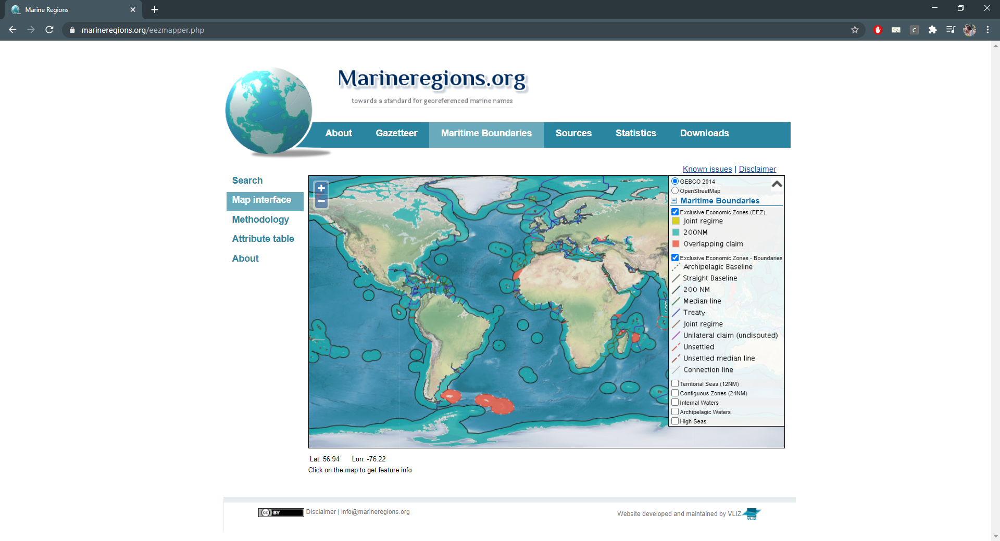 Marine Regions
marineregions.org/eezmapper.php
C
Marineregions.org
towards a standard for georeferenced marine names
About
Gazetteer
Maritime Boundaries
Sources
Statistics
Downloads
Known issues | Disclaimer
Search
Map interface
Methodology
Attribute table
About
+
−
GEBCO 2014
OpenStreetMap
Maritime Boundaries
Exclusive Economic Zones (EEZ)
Joint regime
200NM
Overlapping claim
Exclusive Economic Zones - Boundaries
Archipelagic Baseline
Straight Baseline
200 NM
Median line
Treaty
Joint regime
Unilateral claim (undisputed)
Unsettled
Unsettled median line
Connection line
Territorial Seas (12NM)
Contiguous Zones (24NM)
Internal Waters
Archipelagic Waters
High Seas
Lat: 56.94 Lon: -76.22
Click on the map to get feature info
cc BY Disclaimer | info@marineregions.org
Website developed and maintained by VLIZ
VLIZ